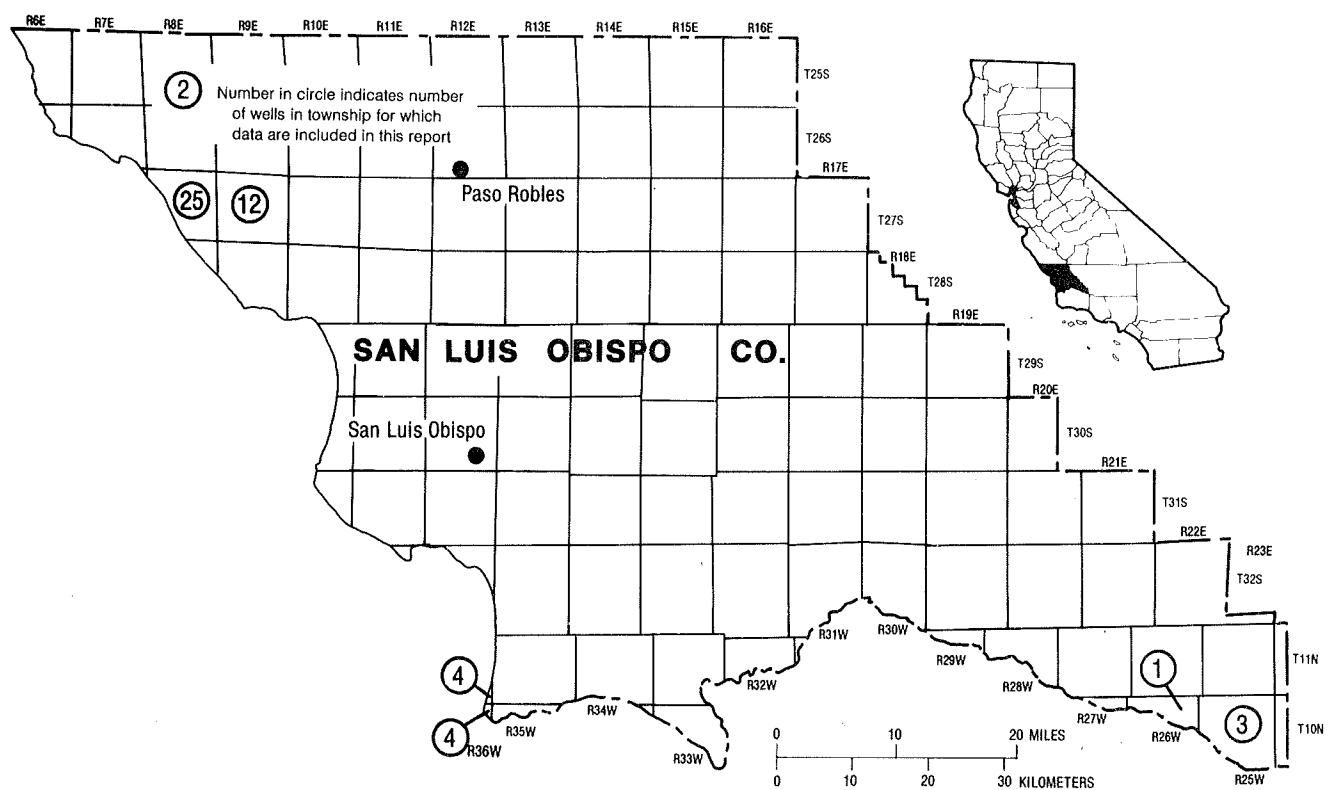 R6E R7E R8E R9E R10E R11E R12E R13E R14E R15E R16E
T25S
2 Number in circle indicates number
of wells in township for which
data are included in this report
T26S
R17E
Paso Robles
25 12
T27S
R18E
T28S
R19E
SAN LUIS OBISPO CO.
T29S
R20E
San Luis Obispo
T30S
R21E
T31S
R22E
R23E
T32S
R31W
R30W
R29W
T11N
4
R32W
R28W
1
R34W
R27W
R35W
R26W
3
T10N
4
R36W
R33W
R25W
0 10 20 MILES
0 10 20 30 KILOMETERS